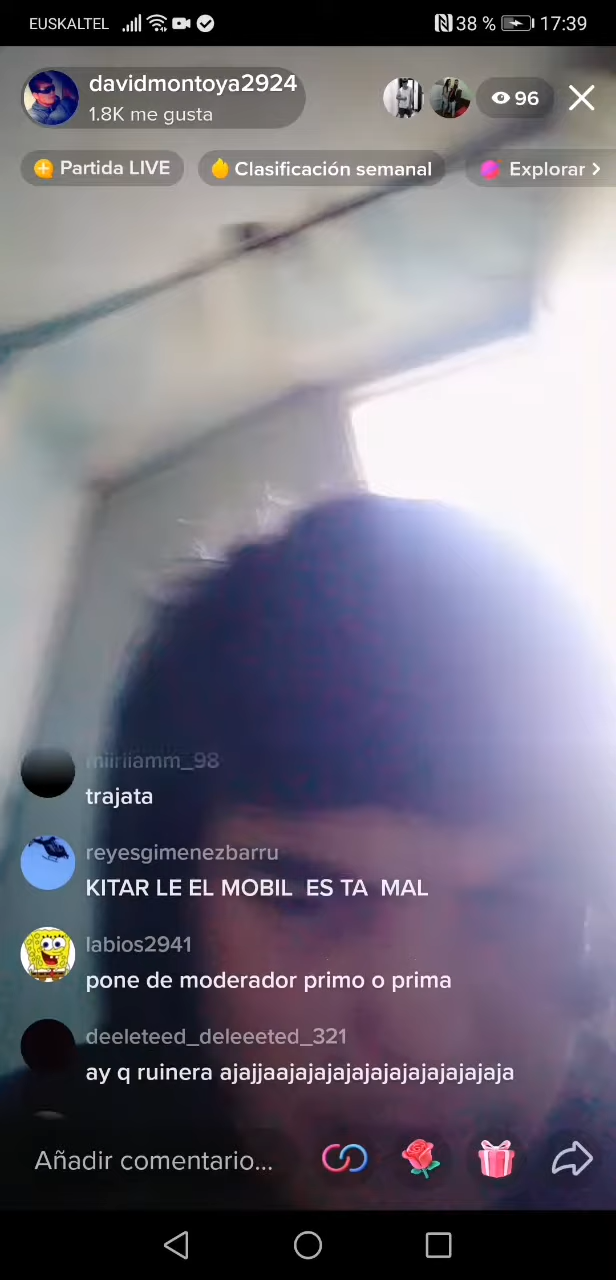 EUSKALTEL 38 % 17:39
davidmontoya2924
1.8K me gusta
96
Partida LIVE Clasificación semanal Explorar
miiriiamm_98
trajata
reyesgimenezbarru
KITAR LE EL MOBIL ES TA MAL
labios2941
pone de moderador primo o prima
deeleteed_deleeeted_321
ay q ruinera ajajjaajajajajajajajajajajajaja
Añadir comentario...